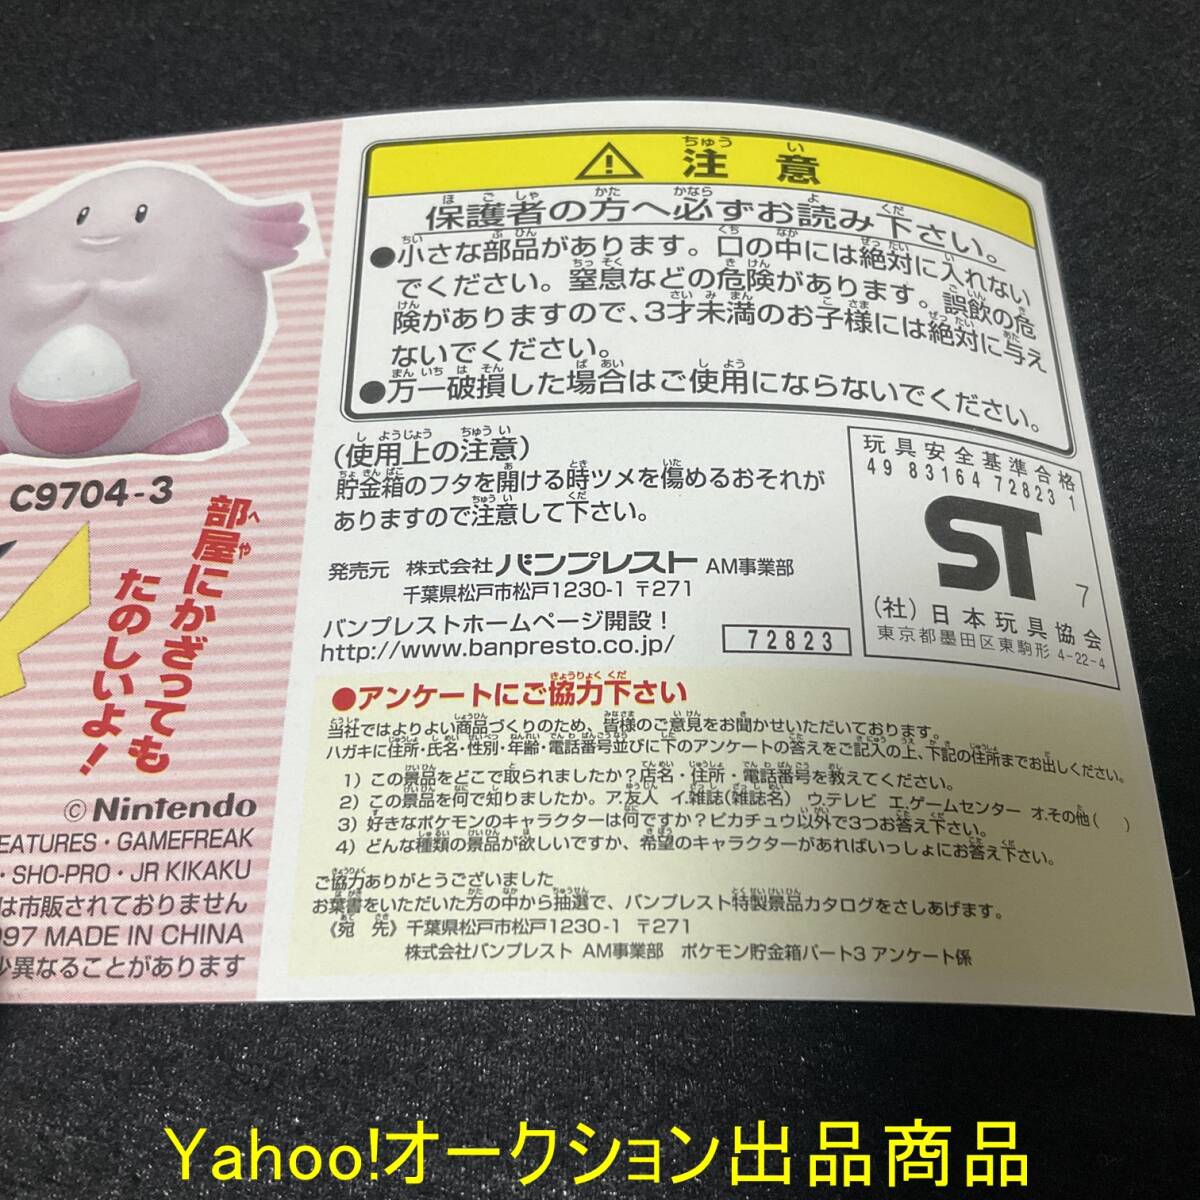 C9704-3
部屋にかぎっても
たのしいよ!
©Nintendo
EATURES・GAMEFREAK
・SHO-PRO・JR KIKAKU
は市販されておりません
997 MADE IN CHINA
少異なることがあります
⚠ 注意
保護者の方へ必ずお読み下さい。
●小さな部品があります。口の中には絶対に入れない
でください。窒息などの危険があります。誤飲の危
険がありますので、3才未満のお子様には絶対に与え
ないでください。
●万一破損した場合はご使用にならないでください。
(使用上の注意)
貯金箱のフタを開ける時ツメを傷めるおそれが
ありますので注意して下さい。
発売元 株式会社 バンプレスト AM事業部
千葉県松戸市松戸1230-1 〒271
バンプレストホームページ開設!
http://www.banpresto.co.jp/
72823
玩具安全基準合格
49 83164 72823 1
ST
7
(社)日本玩具協会
東京都墨田区東駒形 4-22-4
●アンケートにご協力下さい
当社ではよりよい商品づくりのため、皆様のご意見をお聞かせいただいております。
ハガキに住所・氏名・性別・年齢・電話番号並びに下のアンケートの答えをご記入の上、下記の住所までお出しください。
1) この景品をどこで取られましたか?店名・住所・電話番号を教えてください。
2) この景品を何で知りましたか。ア.友人 イ.雑誌(雑誌名) ウ.テレビ エ.ゲームセンター オ.その他( )
3) 好きなポケモンのキャラクターは何ですか?ピカチュウ以外で3つお答え下さい。
4) どんな種類の景品が欲しいですか、希望のキャラクターがあればいっしょにお答え下さい。
ご協力ありがとうございました
お葉書をいただいた方の中から抽選で、バンプレスト特製景品カタログをさしあげます。
《宛 先》千葉県松戸市松戸1230-1 〒271
株式会社バンプレスト AM事業部 ポケモン貯金箱パート3 アンケート係
Yahoo!オークション出品商品